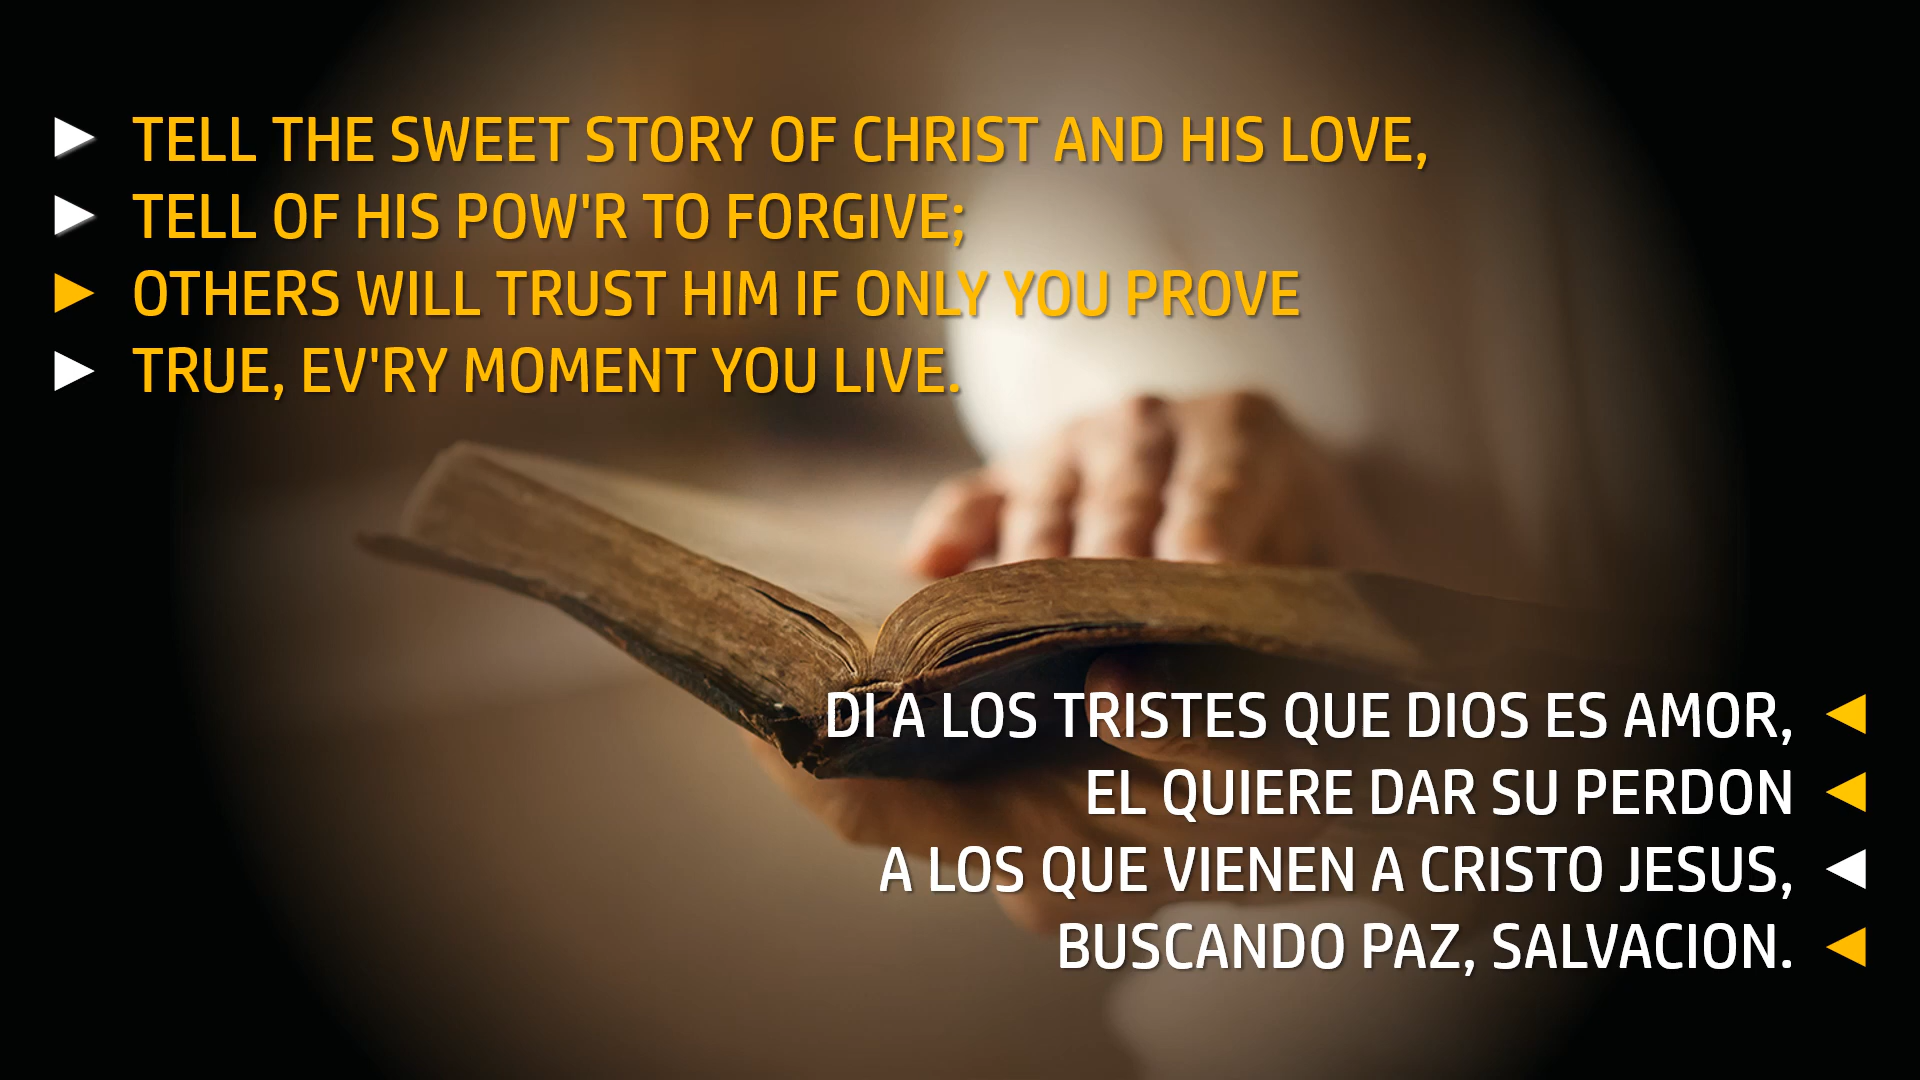 TELL THE SWEET STORY OF CHRIST AND HIS LOVE,
TELL OF HIS POW'R TO FORGIVE;
OTHERS WILL TRUST HIM IF ONLY YOU PROVE
TRUE, EV'RY MOMENT YOU LIVE.
DI A LOS TRISTES QUE DIOS ES AMOR,
EL QUIERE DAR SU PERDON
A LOS QUE VIENEN A CRISTO JESUS,
BUSCANDO PAZ, SALVACION.